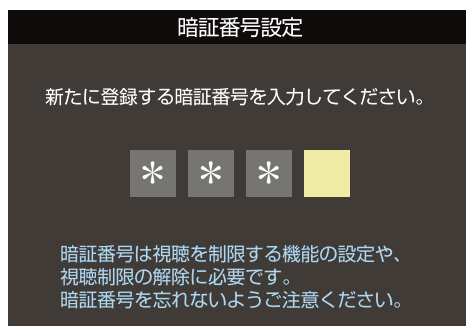 暗証番号設定
新たに登録する暗証番号を入力してください。
* * *
暗証番号は視聴を制限する機能の設定や、
視聴制限の解除に必要です。
暗証番号を忘れないようご注意ください。